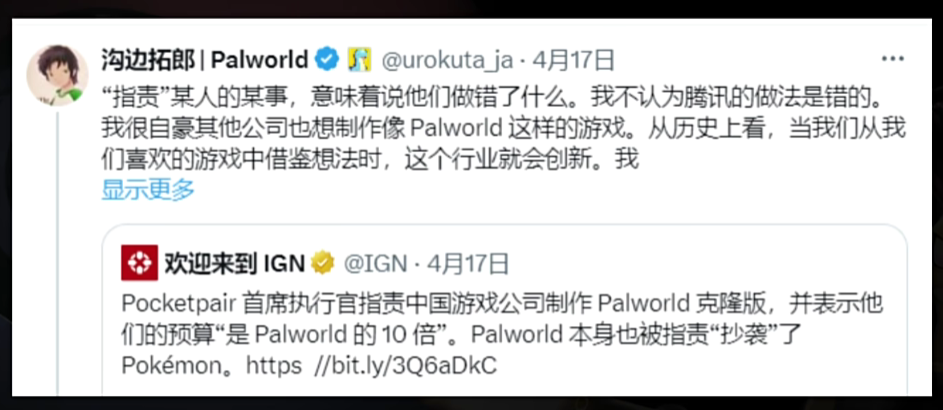 沟边拓郎 | Palworld @urokuta_ja · 4月17日 ...
“指责”某人的某事，意味着说他们做错了什么。我不认为腾讯的做法是错的。
我很自豪其他公司也想制作像 Palworld 这样的游戏。从历史上看，当我们从我
们喜欢的游戏中借鉴想法时，这个行业就会创新。我
显示更多
欢迎来到 IGN @IGN · 4月17日
Pocketpair 首席执行官指责中国游戏公司制作 Palworld 克隆版，并表示他
们的预算“是 Palworld 的 10 倍”。Palworld 本身也被指责“抄袭”了
Pokémon。https //bit.ly/3Q6aDkC